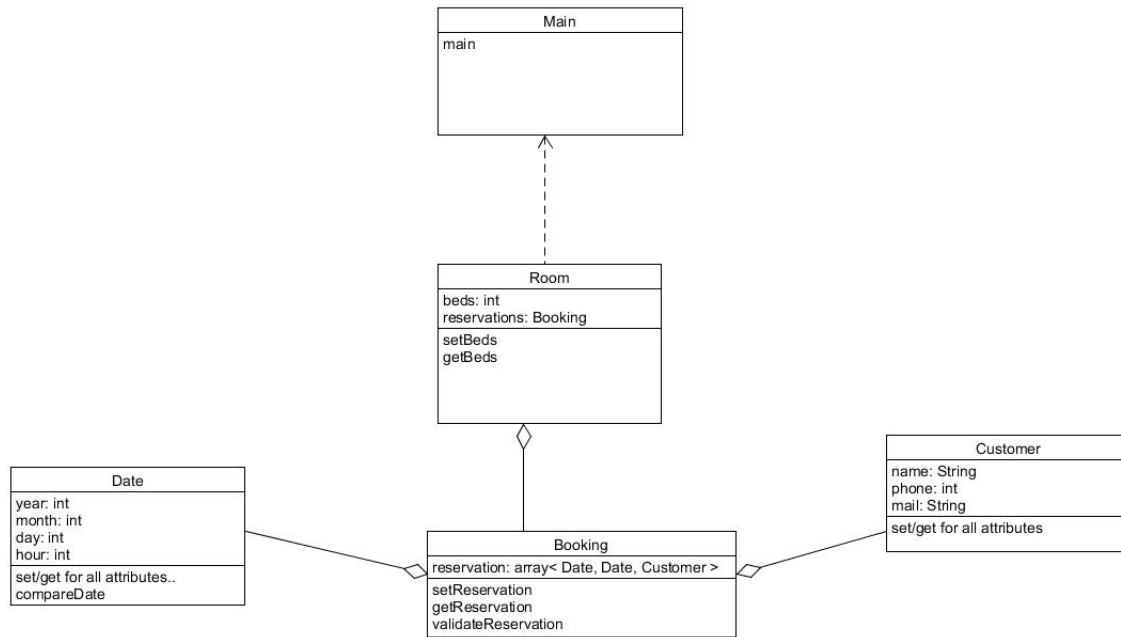 Main
main
Room
beds: int
reservations: Booking
setBeds
getBeds
Date
year: int
month: int
day: int
hour: int
set/get for all attributes..
compareDate
Booking
reservation: array< Date, Date, Customer >
setReservation
getReservation
validateReservation
Customer
name: String
phone: int
mail: String
set/get for all attributes